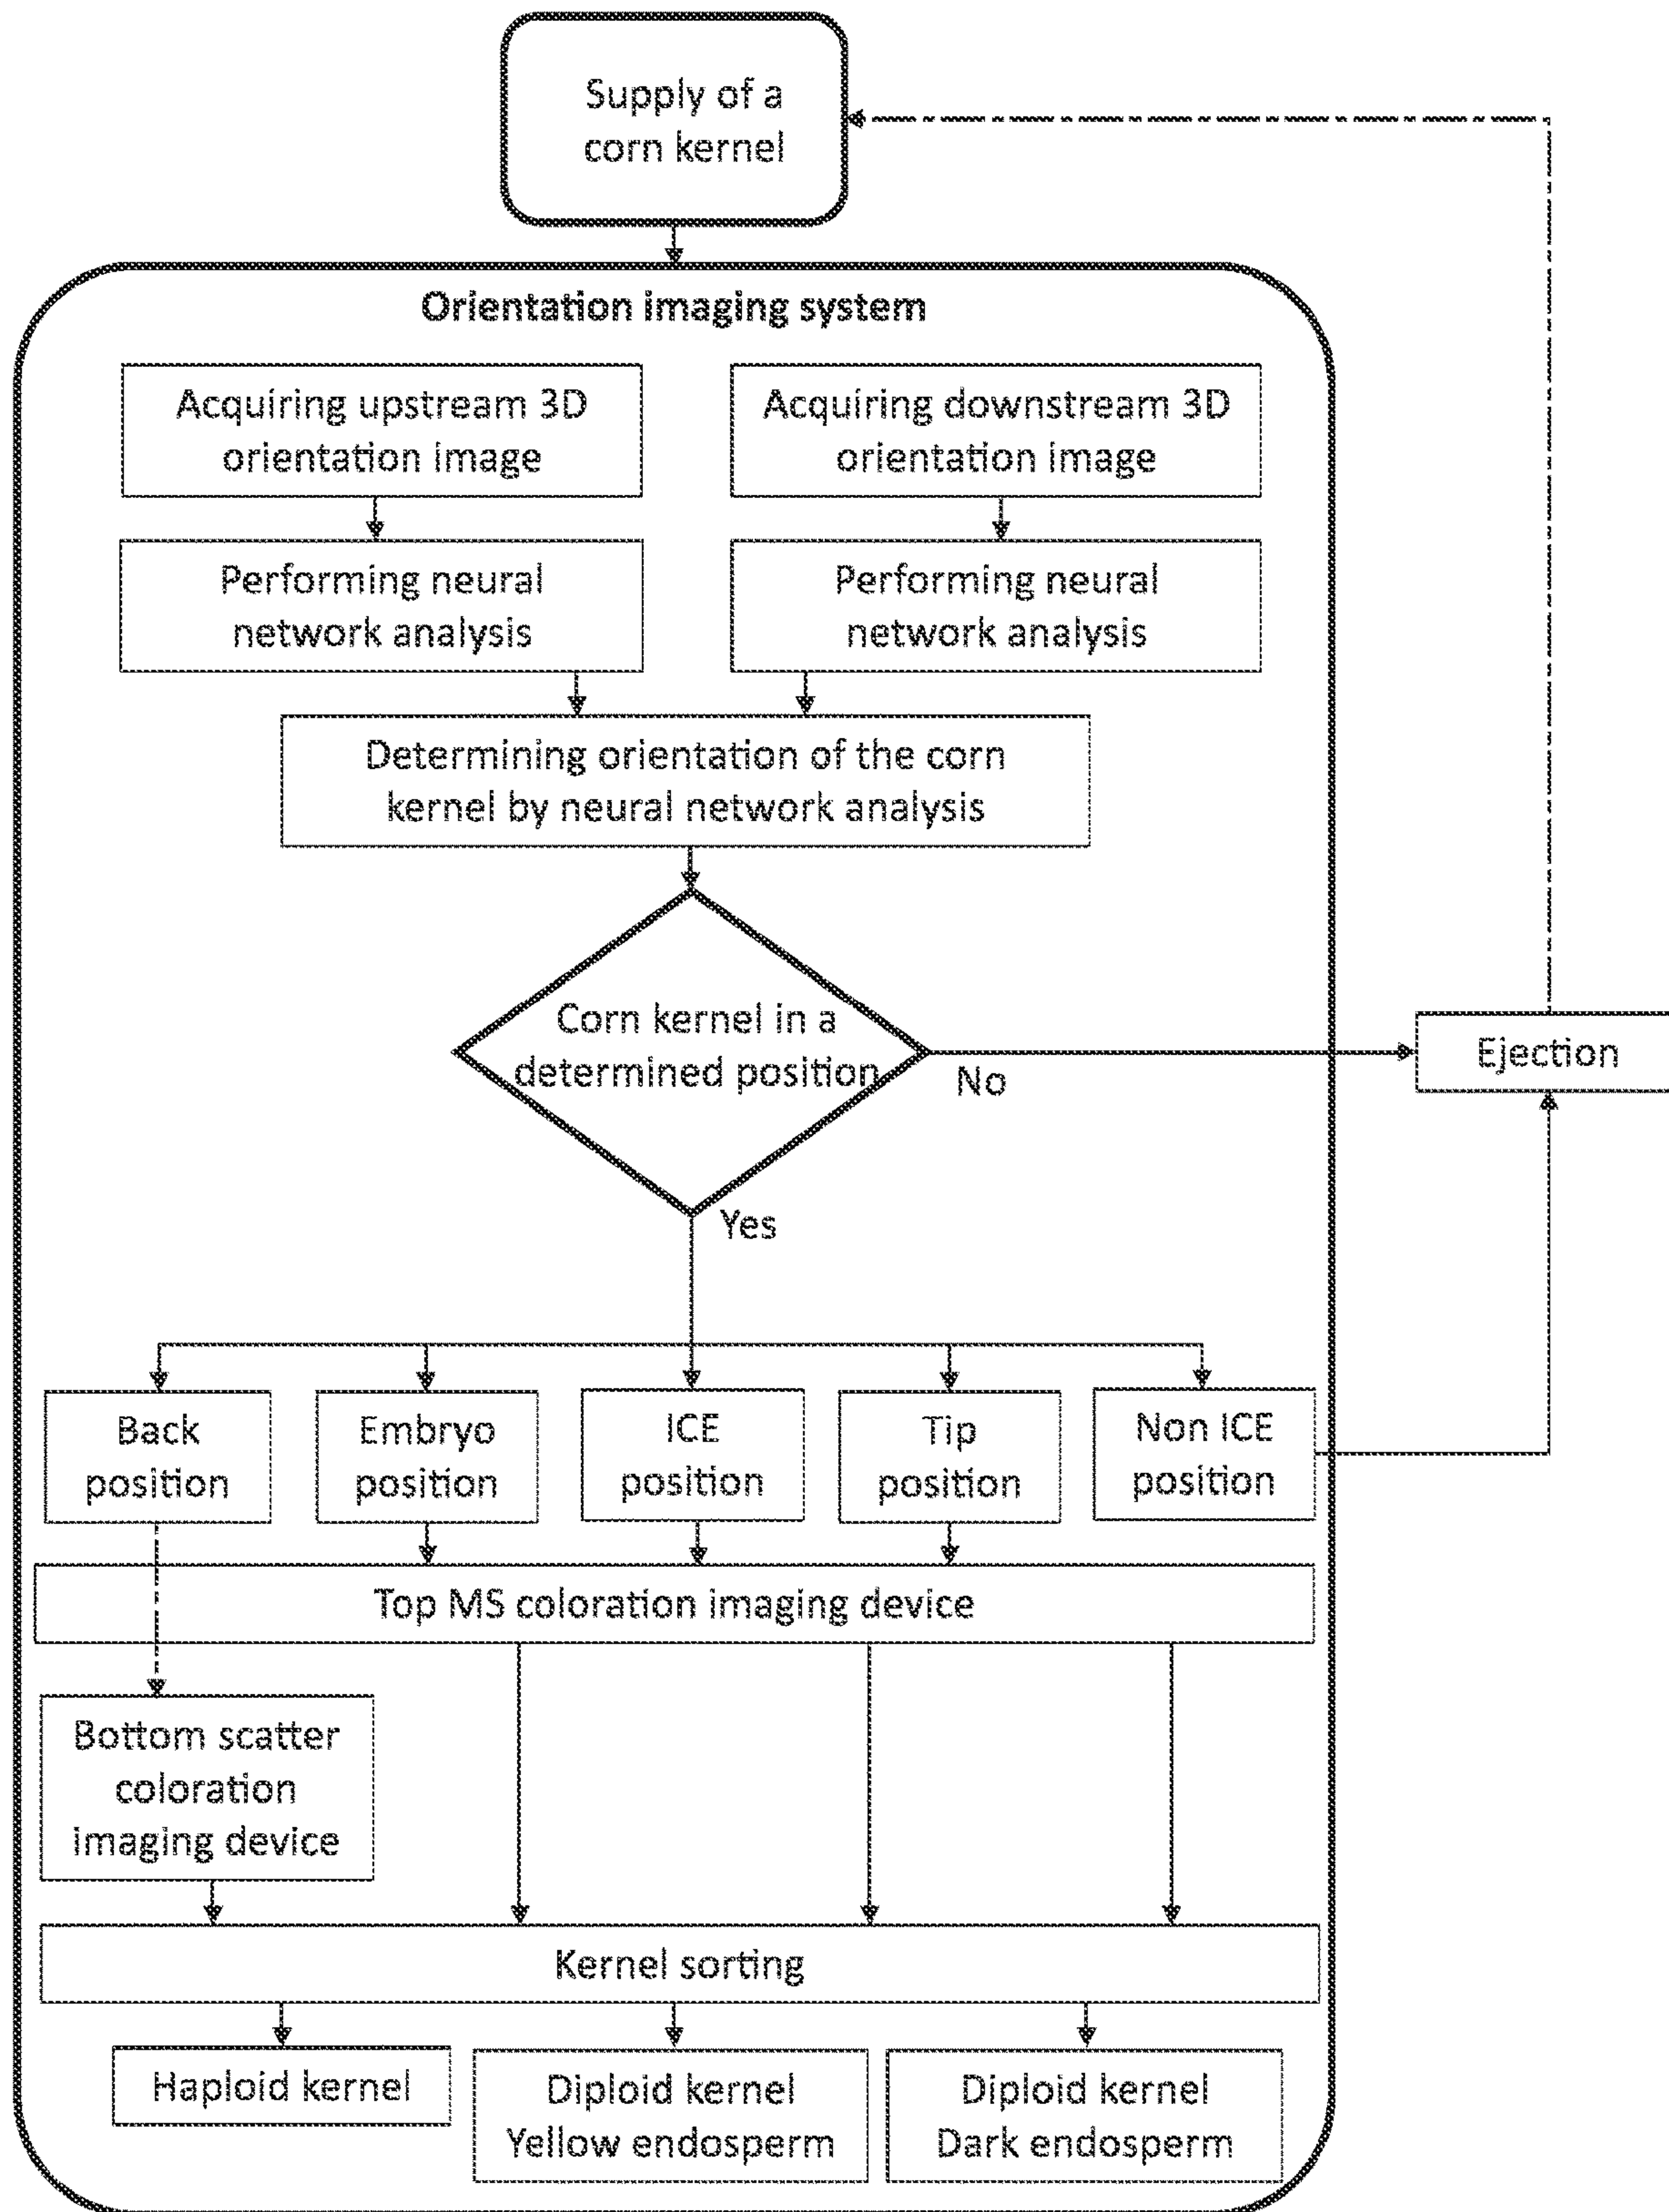 Supply of a
corn kernel
Orientation imaging system
Acquiring upstream 3D
orientation image
Acquiring downstream 3D
orientation image
Performing neural
network analysis
Performing neural
network analysis
Determining orientation of the corn
kernel by neural network analysis
Corn kernel in a
determined position
No
Ejection
Yes
Back
position
Embryo
position
ICE
position
Tip
position
Non ICE
position
Top MS coloration imaging device
Bottom scatter
coloration
imaging device
Kernel sorting
Haploid kernel
Diploid kernel
Yellow endosperm
Diploid kernel
Dark endosperm